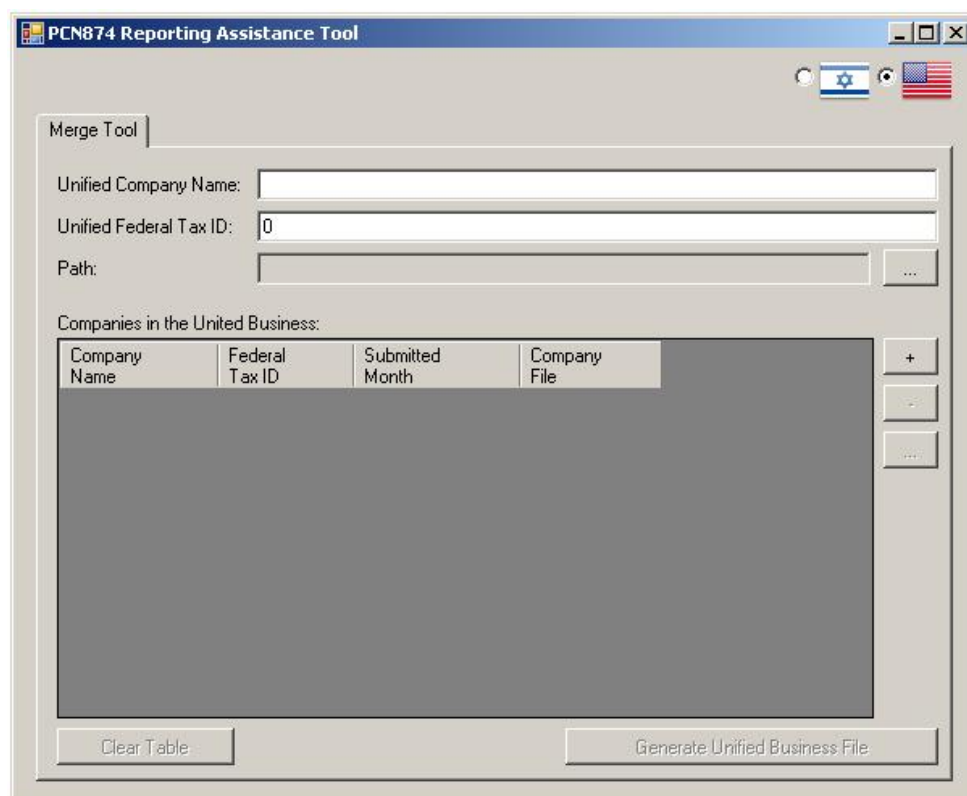 PCN874 Reporting Assistance Tool
Merge Tool
Unified Company Name:
Unified Federal Tax ID: 0
Path: ...
Companies in the United Business:
Company Name Federal Tax ID Submitted Month Company File
+
-
...
Clear Table Generate Unified Business File